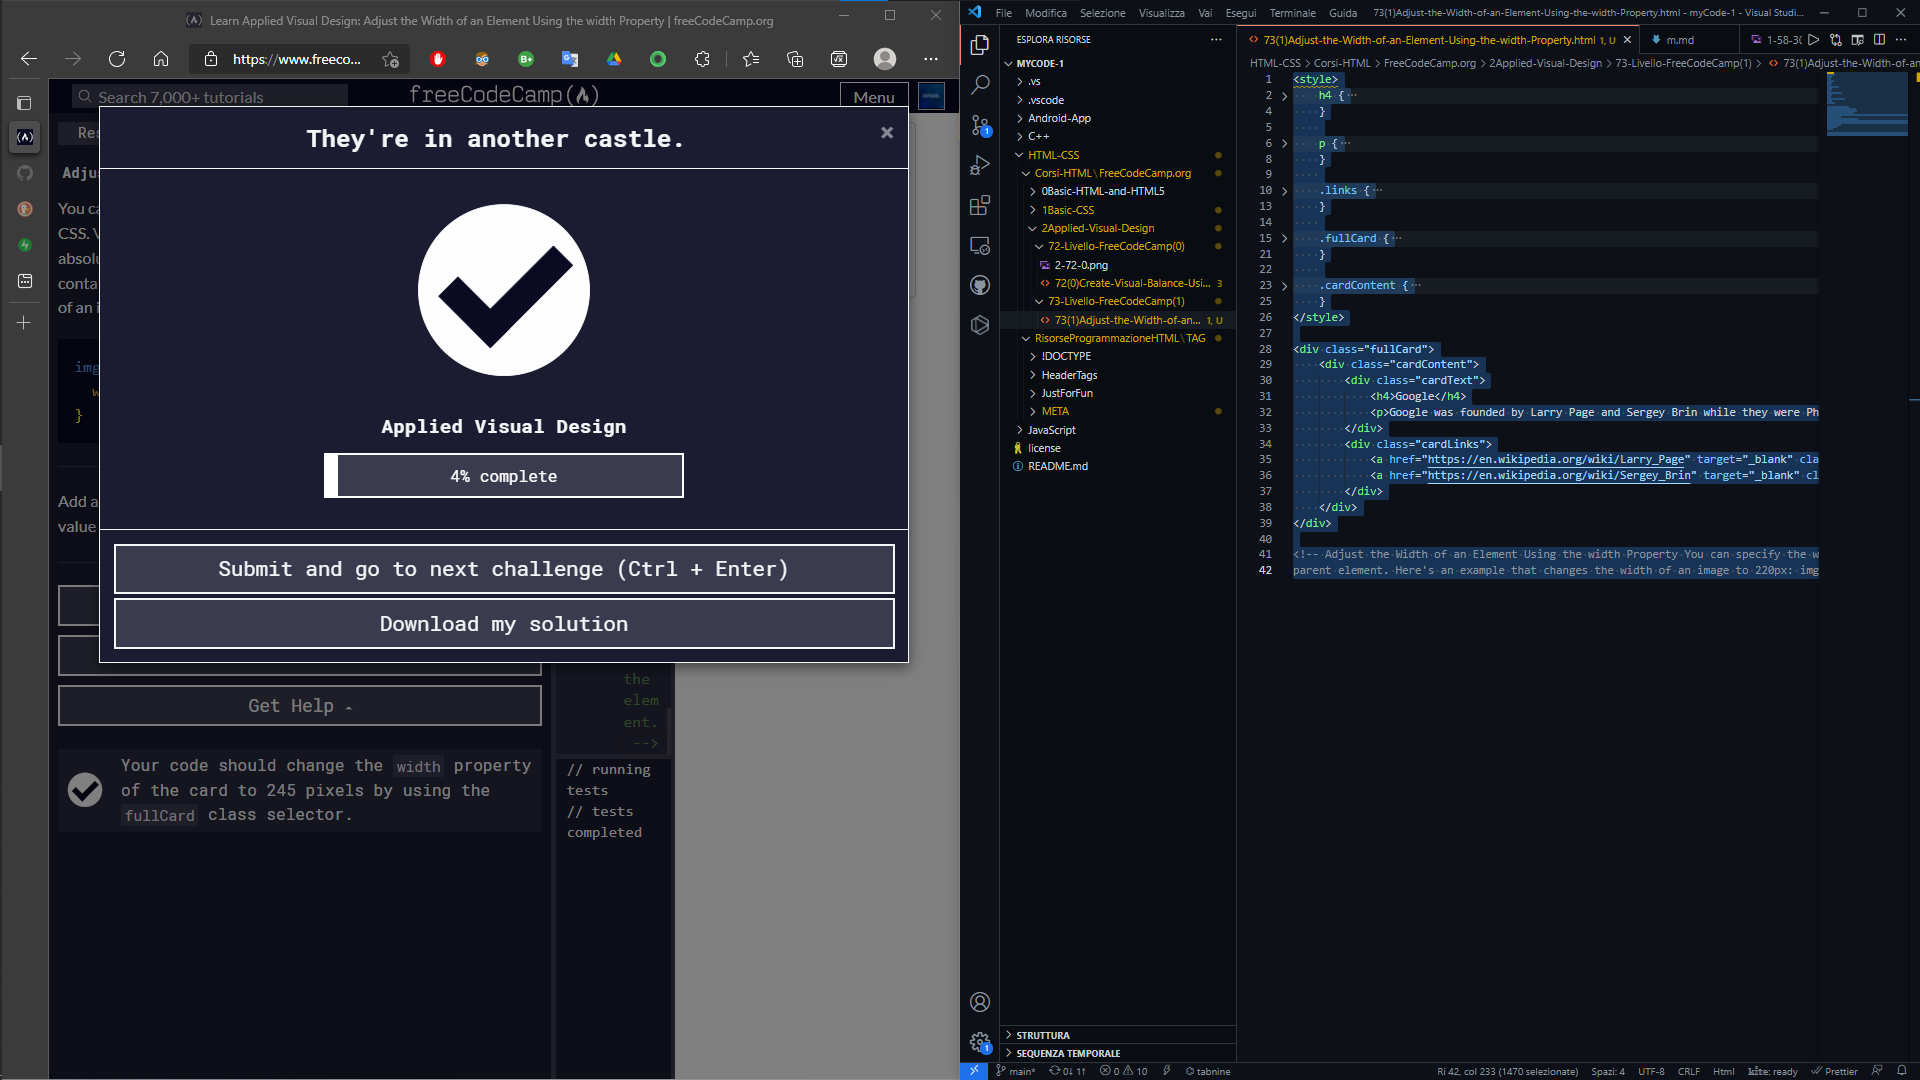 Learn Applied Visual Design: Adjust the Width of an Element Using the width Property | freeCodeCamp.org
https://www.freeco...
Search 7,000+ tutorials
freeCodeCamp
Menu
They're in another castle.
Applied Visual Design
4% complete
Submit and go to next challenge (Ctrl + Enter)
Download my solution
Res
Adju
You ca
CSS. V
absolu
conta
of an i
img
w
}
Add a
value
Get Help
Your code should change the width property
of the card to 245 pixels by using the
fullCard class selector.
the
elem
ent.
-->
// running
tests
// tests
completed
File Modifica Selezione Visualizza Vai Esegui Terminale Guida
73(1)Adjust-the-Width-of-an-Element-Using-the-width-Property.html - myCode-1 - Visual Studi...
ESPLORA RISORSE
MYCODE-1
.vs
.vscode
Android-App
C++
HTML-CSS
Corsi-HTML\FreeCodeCamp.org
0Basic-HTML-and-HTML5
1Basic-CSS
2Applied-Visual-Design
72-Livello-FreeCodeCamp(0)
2-72-0.png
72(0)Create-Visual-Balance-Usi... 3
73-Livello-FreeCodeCamp(1)
73(1)Adjust-the-Width-of-an... 1, U
RisorseProgrammazioneHTML\TAG
!DOCTYPE
HeaderTags
JustForFun
META
JavaScript
license
README.md
STRUTTURA
SEQUENZA TEMPORALE
73(1)Adjust-the-Width-of-an-Element-Using-the-width-Property.html 1, U
m.md
1-58-30
HTML-CSS > Corsi-HTML > FreeCodeCamp.org > 2Applied-Visual-Design > 73-Livello-FreeCodeCamp(1) > 73(1)Adjust-the-Width-of-an
1 <style>
2 h4 {
4 }
5
6 p {
8 }
9
10 .links {
13 }
14
15 .fullCard {
21 }
22
23 .cardContent {
25 }
26 </style>
27
28 <div class="fullCard">
29 <div class="cardContent">
30 <div class="cardText">
31 <h4>Google</h4>
32 <p>Google was founded by Larry Page and Sergey Brin while they were Ph
33 </div>
34 <div class="cardLinks">
35 <a href="https://en.wikipedia.org/wiki/Larry_Page" target="_blank" cla
36 <a href="https://en.wikipedia.org/wiki/Sergey_Brin" target="_blank" cl
37 </div>
38 </div>
39 </div>
40
41 <!-- Adjust the Width of an Element Using the width Property You can specify the w
42 parent element. Here's an example that changes the width of an image to 220px: img
1
1
main* 0↓ 1↑ 0 10 tabnine
Ri 42, col 233 (1470 selezionate) Spazi: 4 UTF-8 CRLF Html kite: ready Prettier